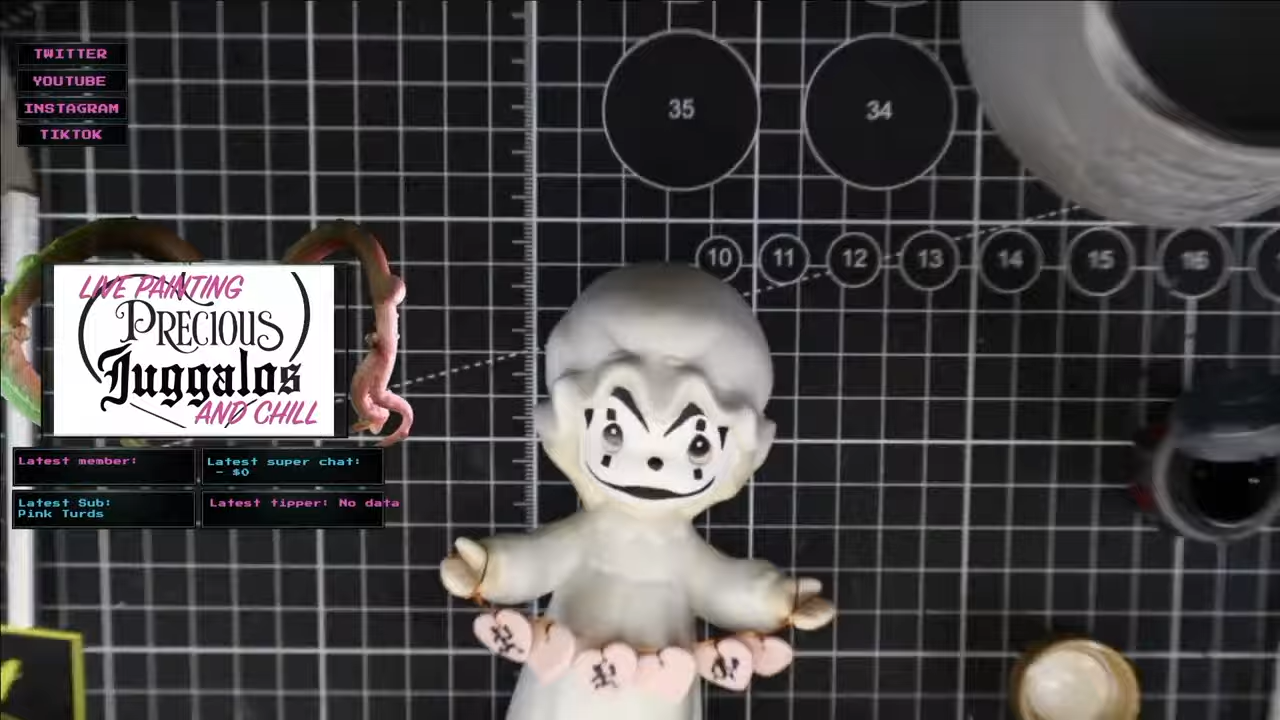 TWITTER
YOUTUBE
INSTAGRAM
TIKTOK
35
34
10
11
12
13
14
15
16
LIVE PAINTING
PRECIOUS
Juggalos
AND CHILL
Latest member:
Latest super chat:
- $0
Latest Sub:
Pink Turds
Latest tipper: No data